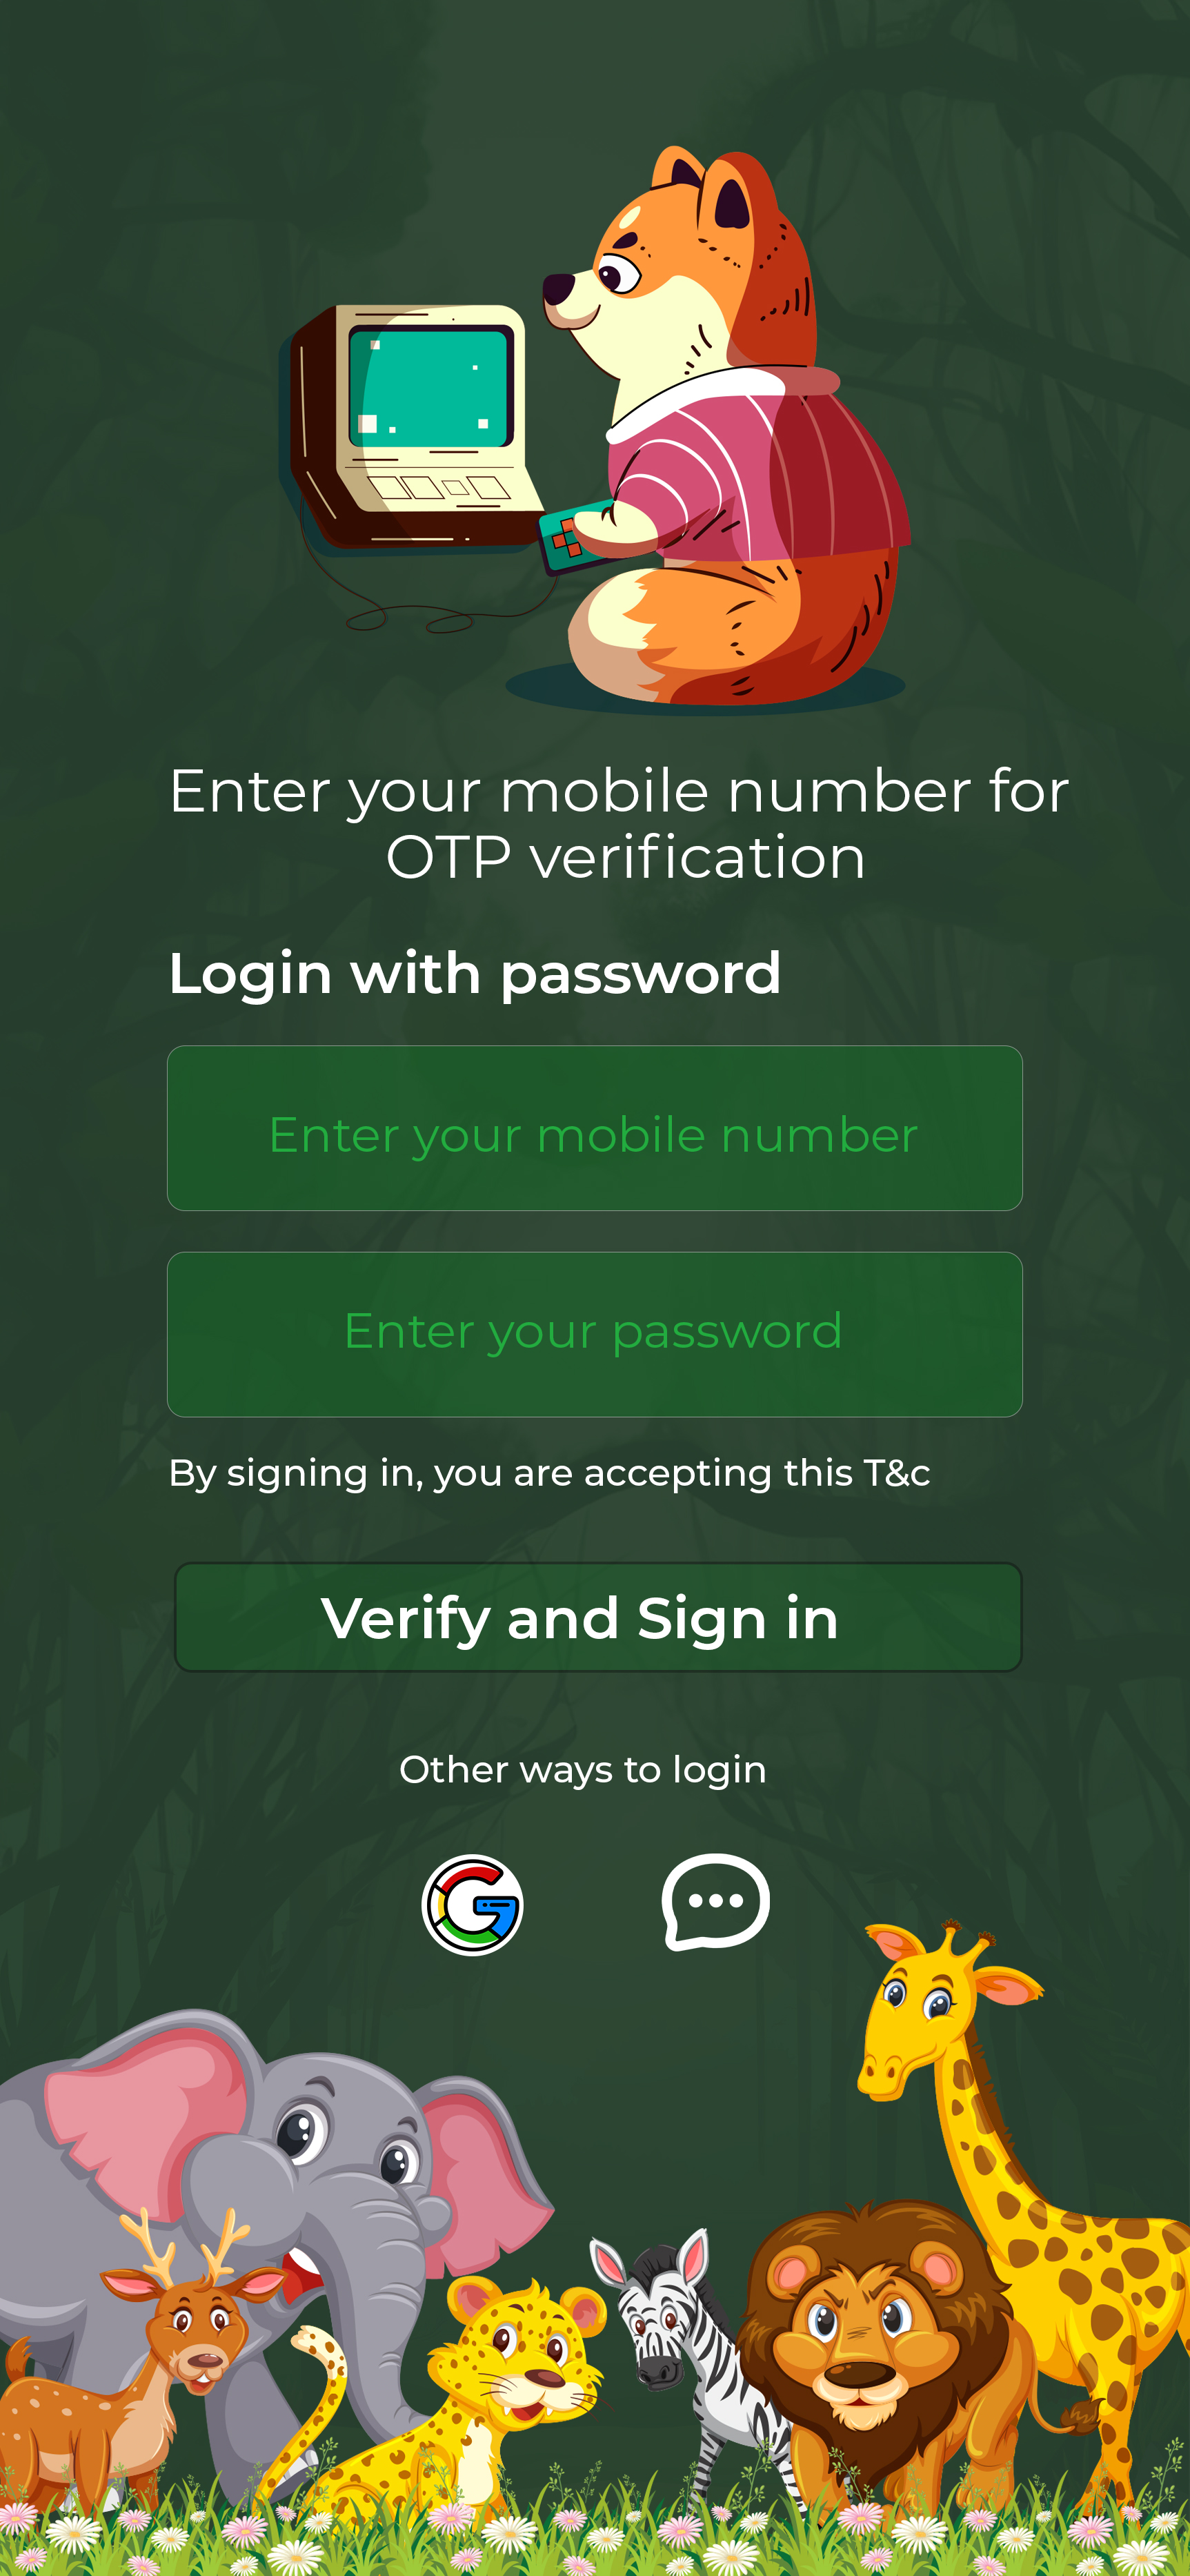 Enter your mobile number for
OTP verification
Login with password
Enter your mobile number
Enter your password
By signing in, you are accepting this T&c
Verify and Sign in
Other ways to login